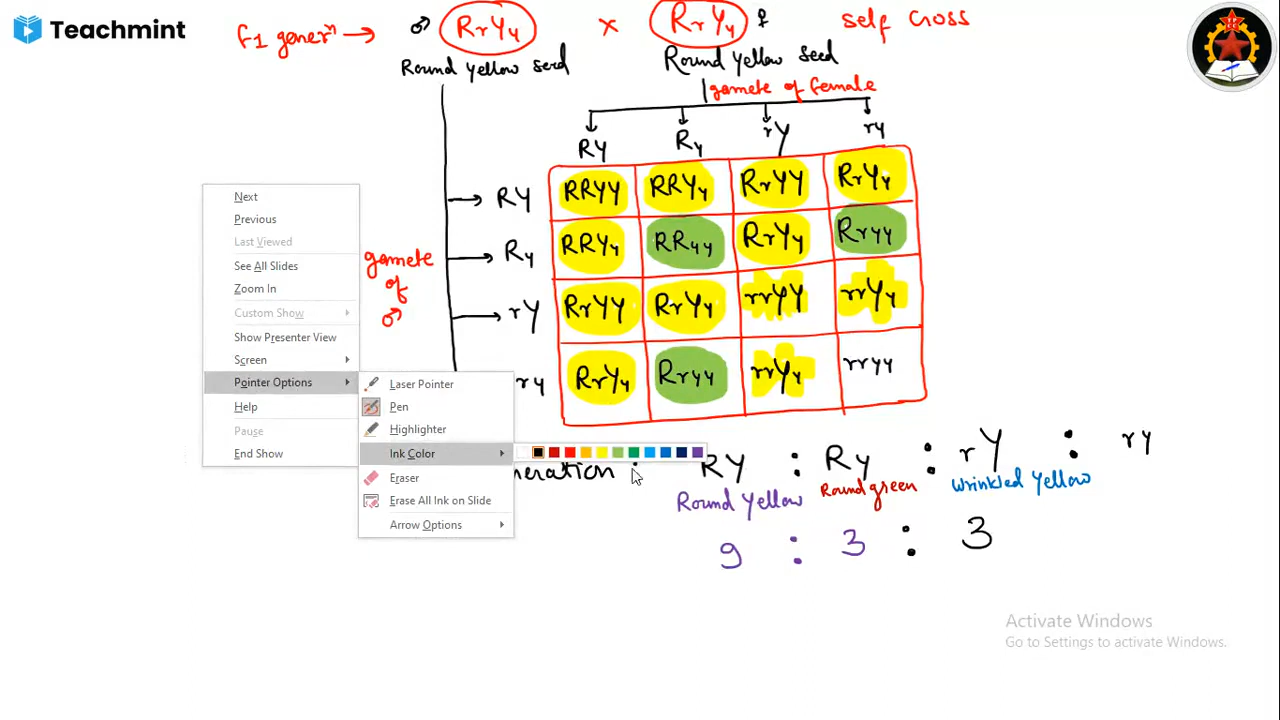 Teachmint
F1 genern → ♂ RrYy × RrYy ♀ self Cross
Round yellow seed Round yellow seed
gamete of female
RY Ry rY ry
RY RRYY RRYy RrYY RrYy
Ry RRYy RRyy RrYy Rryy
gamete of ♂
rY RrYY RrYy rrYY rrYy
ry RrYy Rryy rrYy rryy
neration : RY : Ry : rY : ry
Round Yellow Round green Wrinkled Yellow
9 : 3 : 3
Next
Previous
Last Viewed
See All Slides
Zoom In
Custom Show
Show Presenter View
Screen
Pointer Options
Help
Pause
End Show
Laser Pointer
Pen
Highlighter
Ink Color
Eraser
Erase All Ink on Slide
Arrow Options
Activate Windows
Go to Settings to activate Windows.